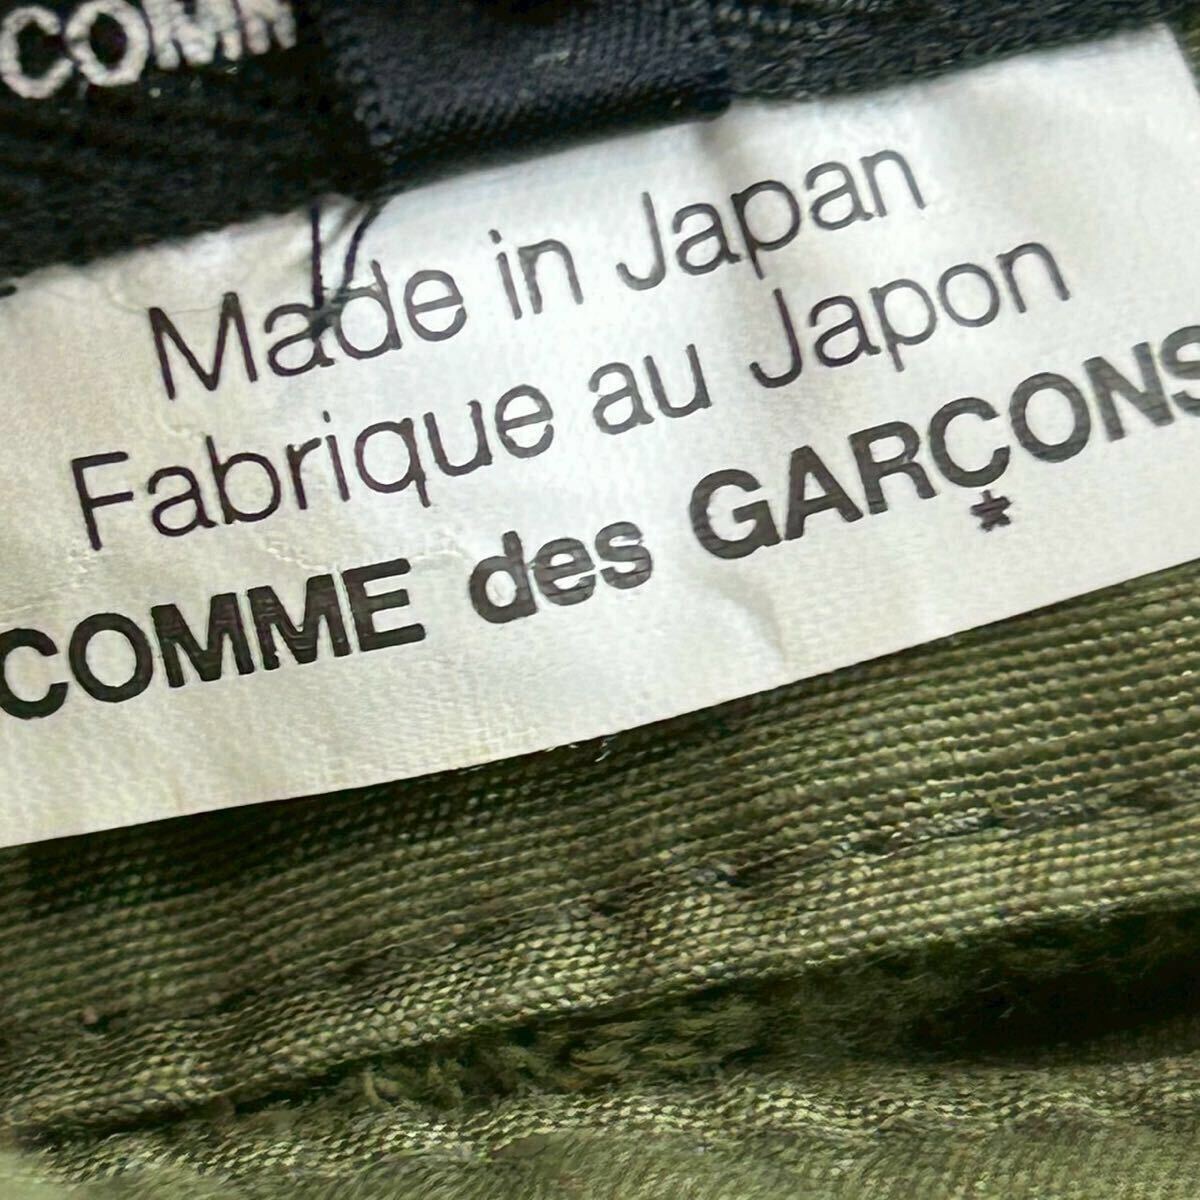 COMM
Made in Japan
Fabrique au Japon
COMME des GARÇONS
*